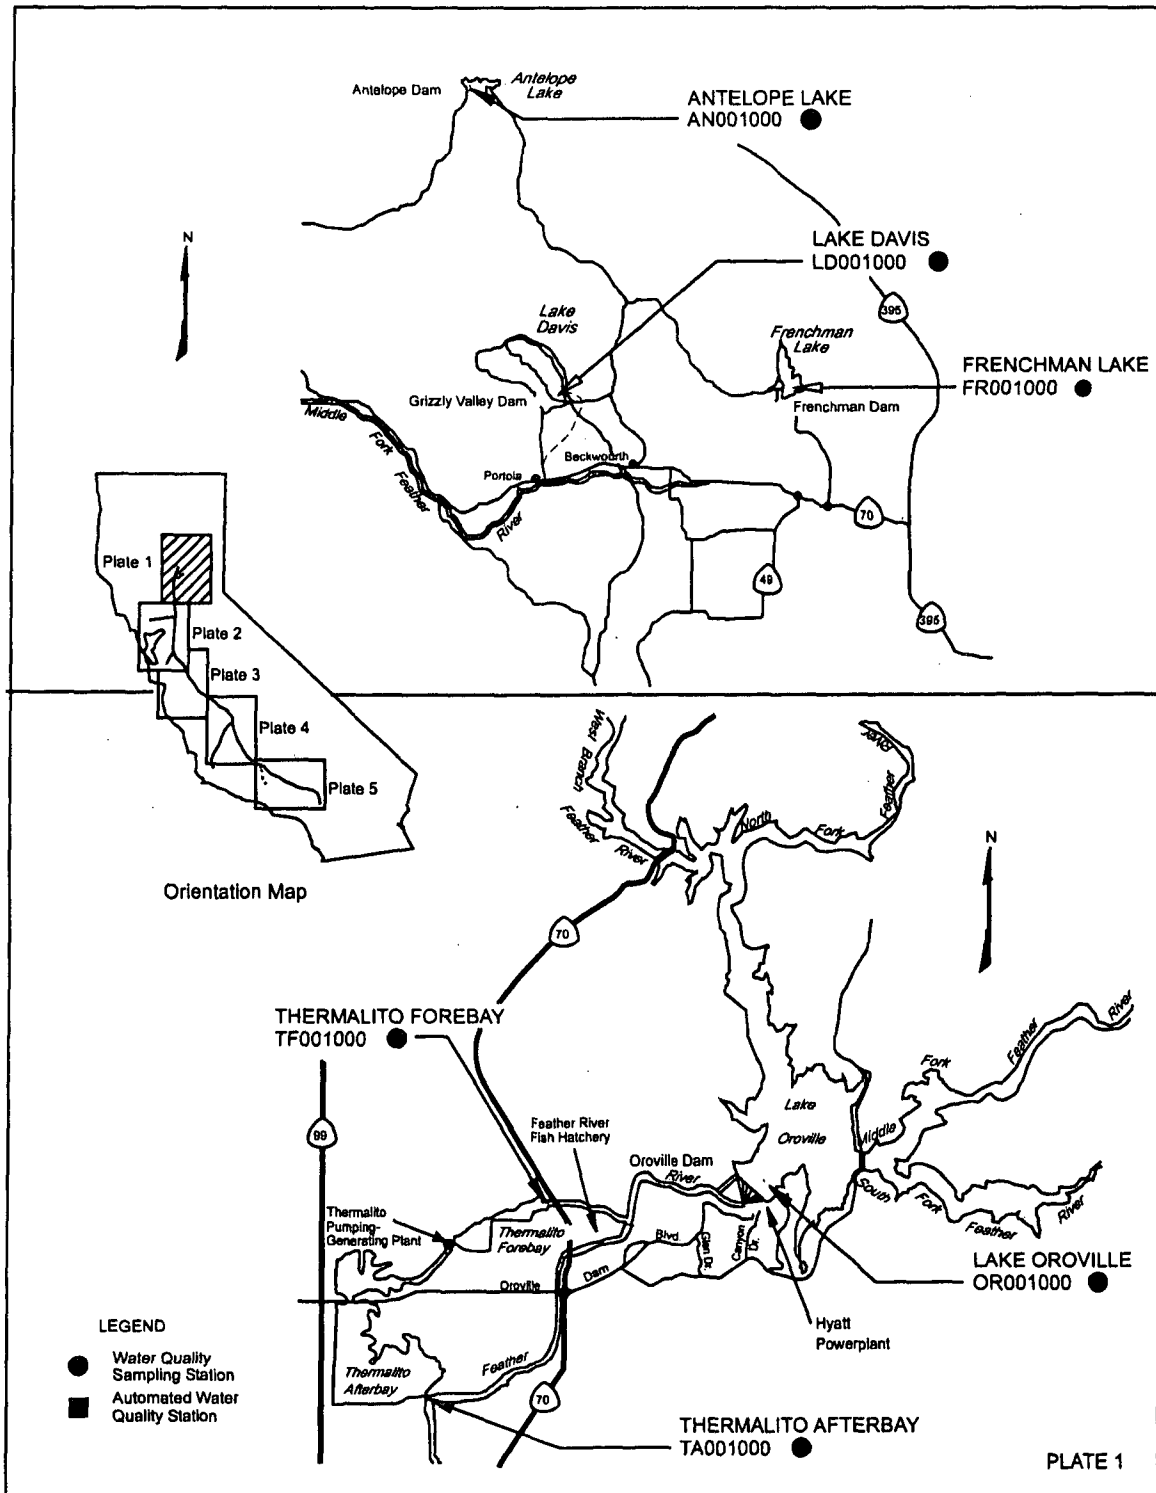 Antelope Dam
Antelope
Lake
ANTELOPE LAKE
AN001000
N
LAKE DAVIS
LD001000
395
Lake
Davis
Frenchman
Lake
FRENCHMAN LAKE
FR001000
Grizzly Valley Dam
Frenchman Dam
Middle
Fork
Feather
River
Beckwourth
Portola
70
49
395
Plate 1
Plate 2
Plate 3
Plate 4
Plate 5
Orientation Map
West Branch
Feather
River
North
Fork
Feather
River
N
70
THERMALITO FOREBAY
TF001000
99
Feather River
Fish Hatchery
Lake
Oroville
Middle
Fork
Feather
River
Oroville Dam
River
South
Fork
Feather
River
Thermalito
Pumping-
Generating Plant
Thermalito
Forebay
Oroville
Dam
Blvd.
Glen Dr.
Canyon
Dr.
LAKE OROVILLE
OR001000
Hyatt
Powerplant
LEGEND
Water Quality
Sampling Station
Automated Water
Quality Station
Thermalito
Afterbay
Feather
70
THERMALITO AFTERBAY
TA001000
PLATE 1